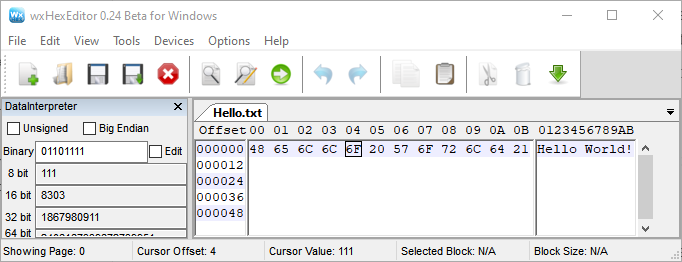 wxHexEditor 0.24 Beta for Windows
File Edit View Tools Devices Options Help
DataInterpreter
Hello.txt
Unsigned Big Endian
Offset 00 01 02 03 04 05 06 07 08 09 0A 0B 0123456789AB
Binary 01101111 Edit
000000 48 65 6C 6C 6F 20 57 6F 72 6C 64 21 Hello World!
8 bit 111
000012
16 bit 8303
000024
000036
32 bit 1867980911
000048
64 bit
Showing Page: 0 Cursor Offset: 4 Cursor Value: 111 Selected Block: N/A Block Size: N/A